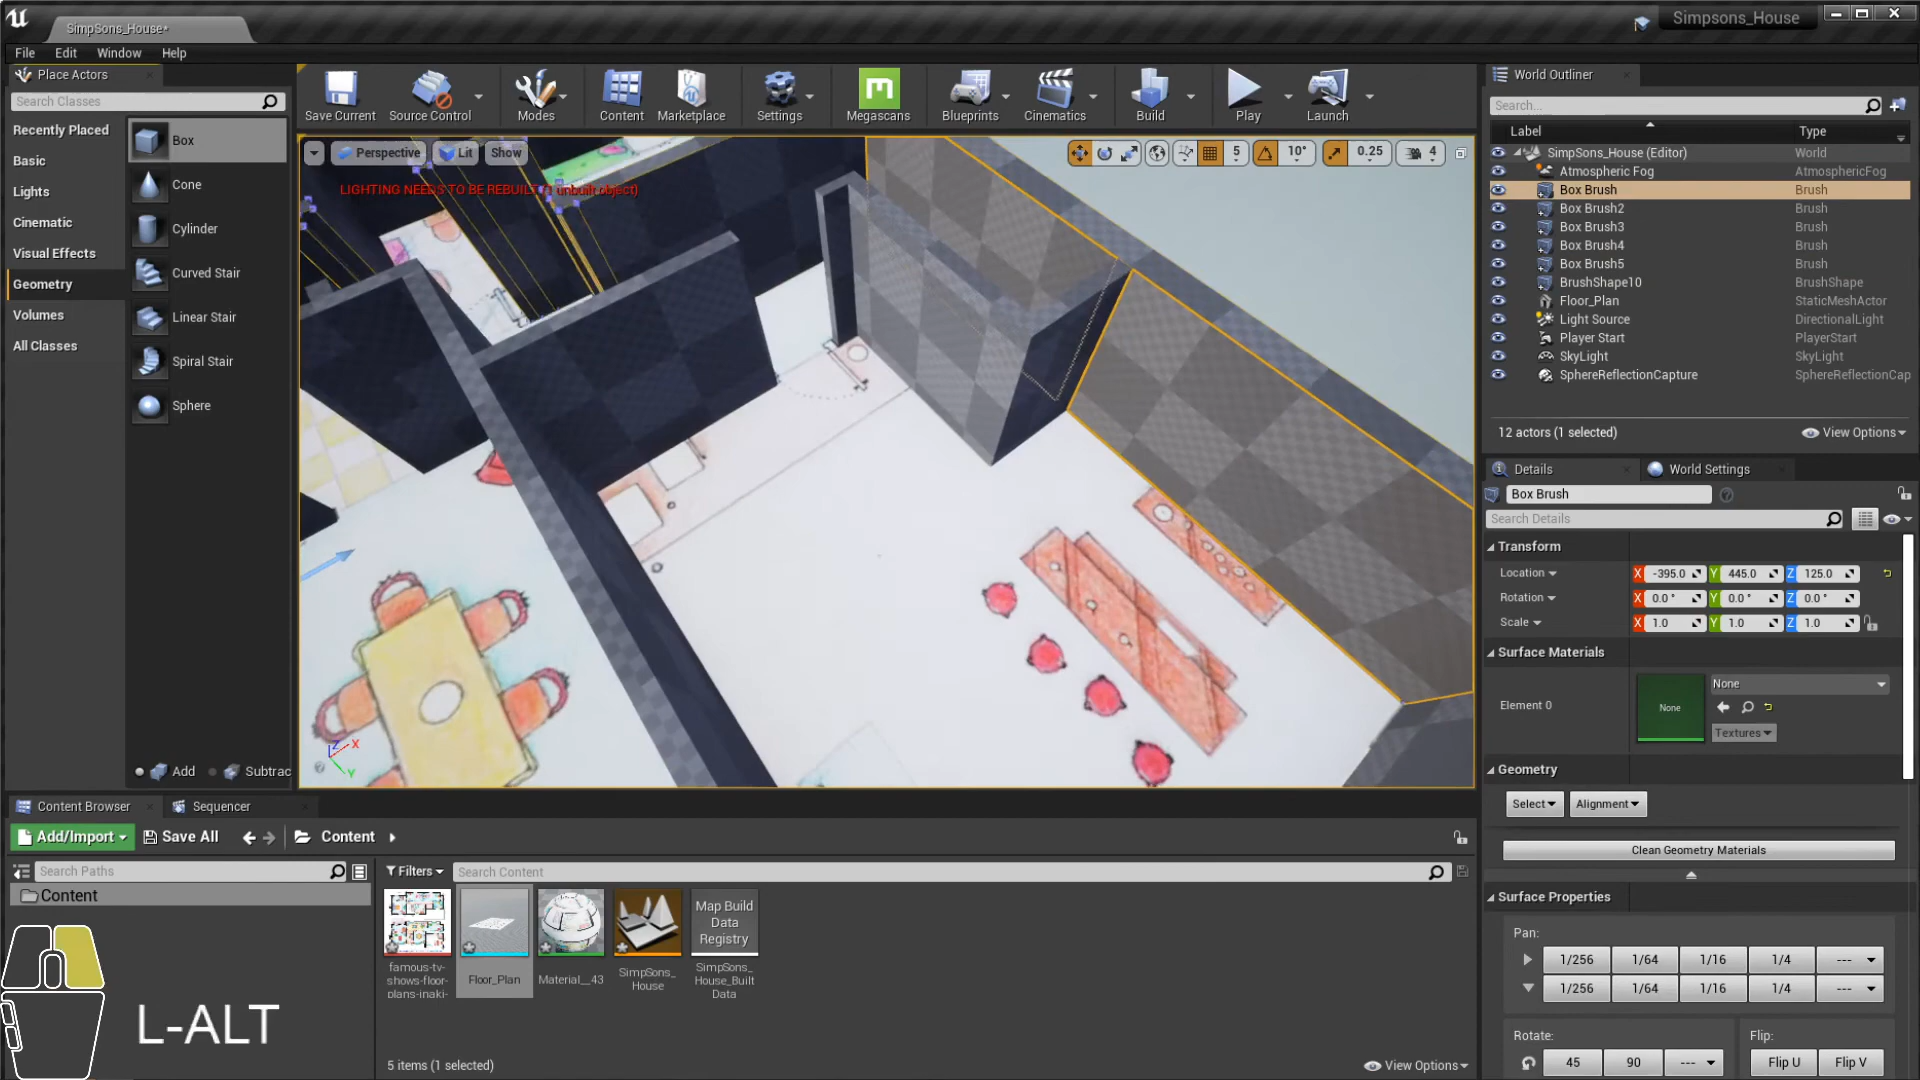 SimpSons_House*
Simpsons_House
File Edit Window Help
Place Actors
Search Classes
Recently Placed
Basic
Lights
Cinematic
Visual Effects
Geometry
Volumes
All Classes
Box
Cone
Cylinder
Curved Stair
Linear Stair
Spiral Stair
Sphere
Add Subtrac
Save Current Source Control Modes Content Marketplace Settings Megascans Blueprints Cinematics Build Play Launch
Perspective Lit Show
5 10° 0.25 4
LIGHTING NEEDS TO BE REBUILT (1 unbuilt object)
X
Z
Y
World Outliner
Search...
Label Type
SimpSons_House (Editor) World
Atmospheric Fog AtmosphericFog
Box Brush Brush
Box Brush2 Brush
Box Brush3 Brush
Box Brush4 Brush
Box Brush5 Brush
BrushShape10 BrushShape
Floor_Plan StaticMeshActor
Light Source DirectionalLight
Player Start PlayerStart
SkyLight SkyLight
SphereReflectionCapture SphereReflectionCap
12 actors (1 selected) View Options
Details World Settings
Box Brush
Search Details
Transform
Location X -395.0 Y 445.0 Z 125.0
Rotation X 0.0 ° Y 0.0 ° Z 0.0 °
Scale X 1.0 Y 1.0 Z 1.0
Surface Materials
Element 0 None None
Textures
Geometry
Select Alignment
Clean Geometry Materials
Surface Properties
Pan:
1/256 1/64 1/16 1/4 ---
1/256 1/64 1/16 1/4 ---
Rotate: Flip:
45 90 --- Flip U Flip V
Content Browser Sequencer
Add/Import Save All Content
Search Paths
Content
Filters Search Content
famous-tv-
shows-floor-
plans-inaki-
Floor_Plan
Material__43
SimpSons_
House
Map Build
Data
Registry
SimpSons_
House_Built
Data
5 items (1 selected) View Options
L-ALT